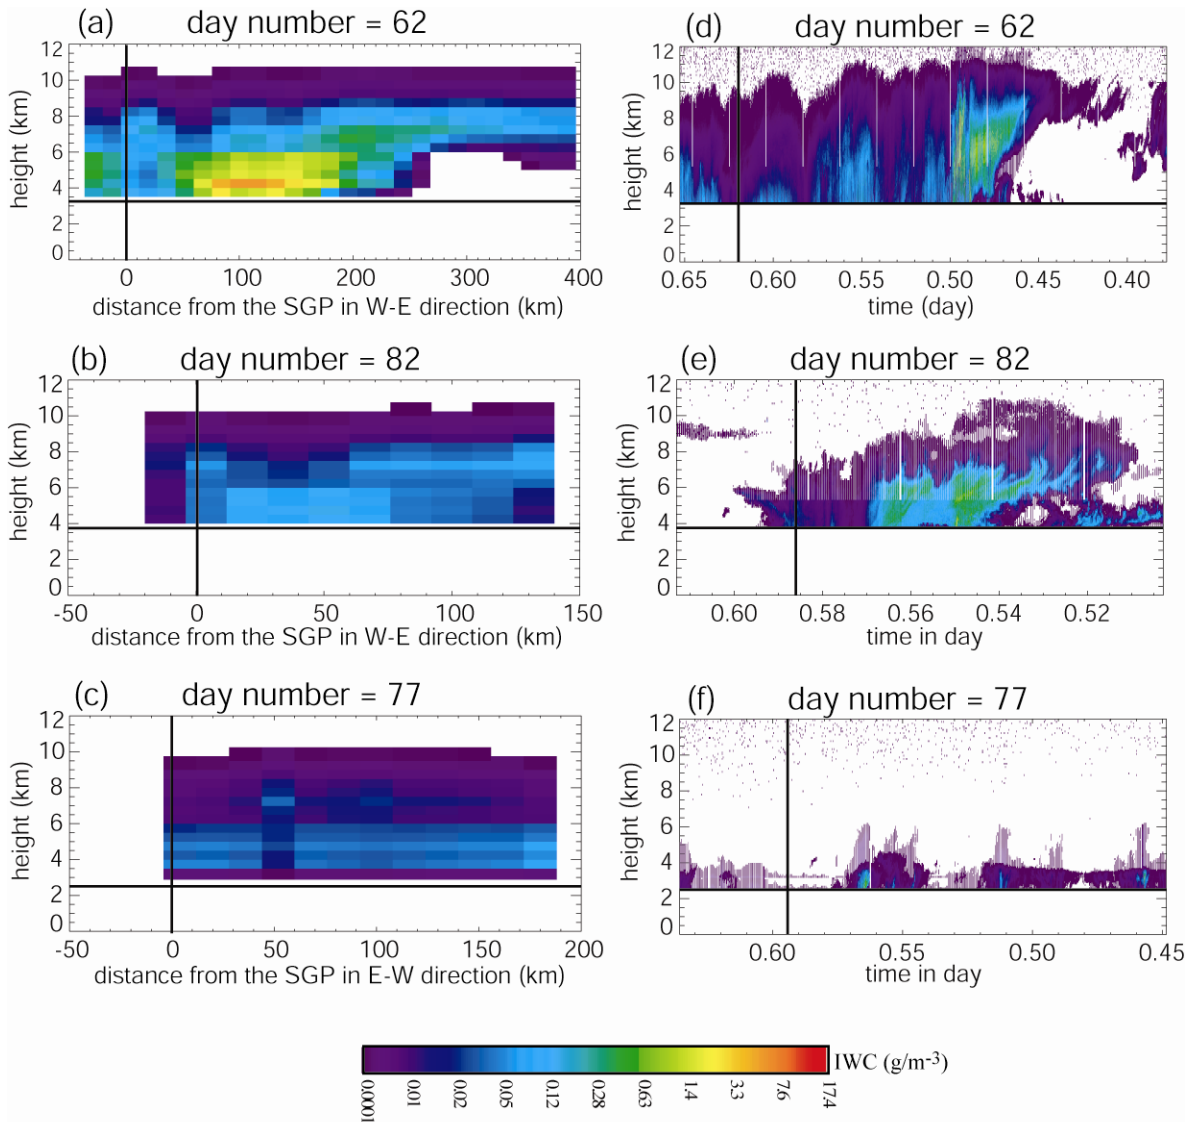 (a) day number = 62
12
10
8
6
4
2
0
height (km)
0 100 200 300 400
distance from the SGP in W-E direction (km)
(d) day number = 62
12
10
8
6
4
2
0
height (km)
0.65 0.60 0.55 0.50 0.45 0.40
time (day)
(b) day number = 82
12
10
8
6
4
2
0
height (km)
-50 0 50 100 150
distance from the SGP in W-E direction (km)
(e) day number = 82
12
10
8
6
4
2
0
height (km)
0.60 0.58 0.56 0.54 0.52
time in day
(c) day number = 77
12
10
8
6
4
2
0
height (km)
-50 0 50 100 150 200
distance from the SGP in E-W direction (km)
(f) day number = 77
12
10
8
6
4
2
0
height (km)
0.60 0.55 0.50 0.45
time in day
IWC (g/m-3)
0.0001 0.01 0.02 0.05 0.12 0.28 0.63 1.4 3.3 7.6 17.4